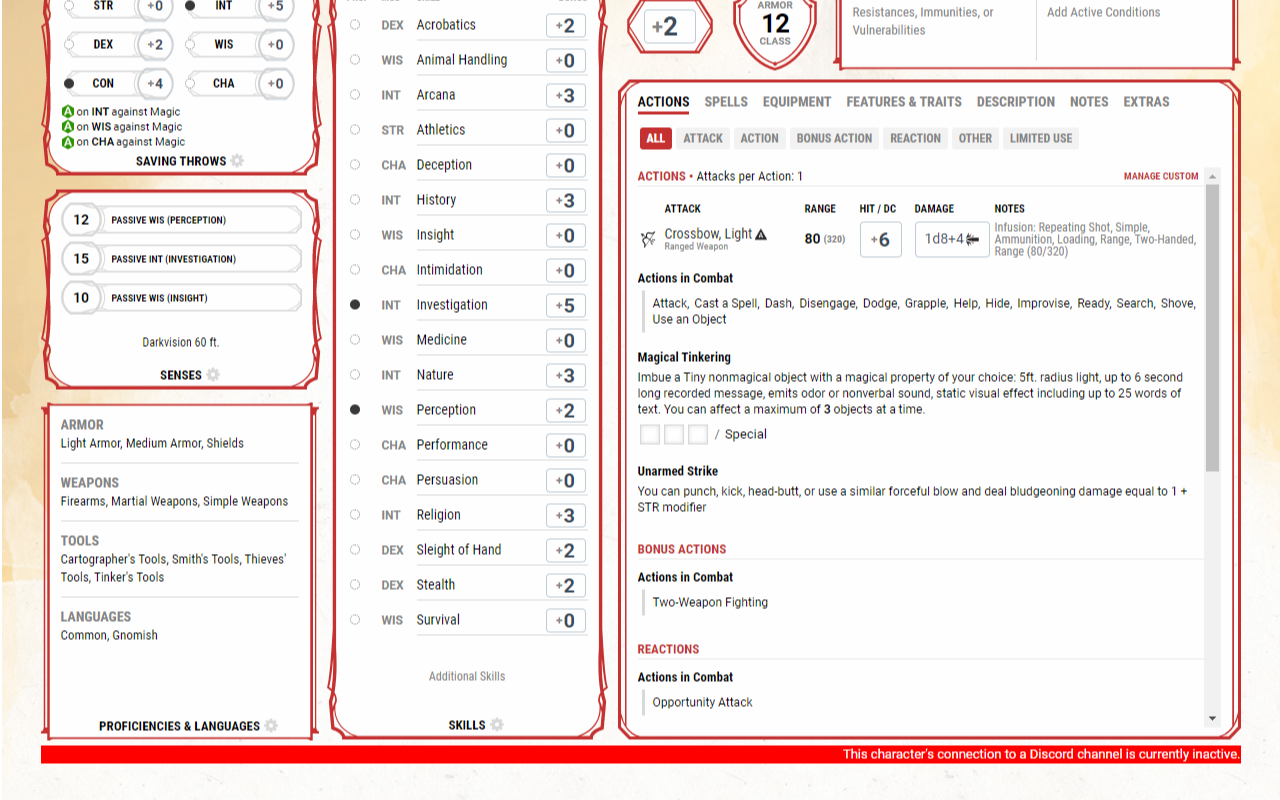 STR +0 INT +5
DEX +2 WIS +0
CON +4 CHA +0
A on INT against Magic
A on WIS against Magic
A on CHA against Magic
SAVING THROWS
12 PASSIVE WIS (PERCEPTION)
15 PASSIVE INT (INVESTIGATION)
10 PASSIVE WIS (INSIGHT)
Darkvision 60 ft.
SENSES
ARMOR
Light Armor, Medium Armor, Shields
WEAPONS
Firearms, Martial Weapons, Simple Weapons
TOOLS
Cartographer's Tools, Smith's Tools, Thieves'
Tools, Tinker's Tools
LANGUAGES
Common, Gnomish
PROFICIENCIES & LANGUAGES
DEX Acrobatics +2
WIS Animal Handling +0
INT Arcana +3
STR Athletics +0
CHA Deception +0
INT History +3
WIS Insight +0
CHA Intimidation +0
INT Investigation +5
WIS Medicine +0
INT Nature +3
WIS Perception +2
CHA Performance +0
CHA Persuasion +0
INT Religion +3
DEX Sleight of Hand +2
DEX Stealth +2
WIS Survival +0
Additional Skills
SKILLS
+2
ARMOR
12
CLASS
Resistances, Immunities, or
Vulnerabilities
Add Active Conditions
ACTIONS SPELLS EQUIPMENT FEATURES & TRAITS DESCRIPTION NOTES EXTRAS
ALL ATTACK ACTION BONUS ACTION REACTION OTHER LIMITED USE
ACTIONS • Attacks per Action: 1 MANAGE CUSTOM
ATTACK RANGE HIT / DC DAMAGE NOTES
Crossbow, Light 80 (320) +6 1d8+4
Ranged Weapon
Infusion: Repeating Shot, Simple,
Ammunition, Loading, Range, Two-Handed,
Range (80/320)
Actions in Combat
Attack, Cast a Spell, Dash, Disengage, Dodge, Grapple, Help, Hide, Improvise, Ready, Search, Shove,
Use an Object
Magical Tinkering
Imbue a Tiny nonmagical object with a magical property of your choice: 5ft. radius light, up to 6 second
long recorded message, emits odor or nonverbal sound, static visual effect including up to 25 words of
text. You can affect a maximum of 3 objects at a time.
/ Special
Unarmed Strike
You can punch, kick, head-butt, or use a similar forceful blow and deal bludgeoning damage equal to 1 +
STR modifier
BONUS ACTIONS
Actions in Combat
Two-Weapon Fighting
REACTIONS
Actions in Combat
Opportunity Attack
This character's connection to a Discord channel is currently inactive.